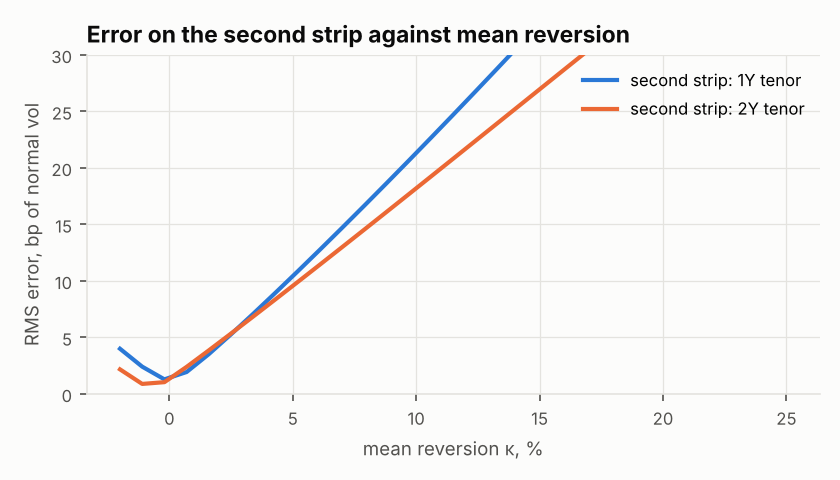 Error on the second strip against mean reversion
second strip: 1Y tenor
second strip: 2Y tenor
RMS error, bp of normal vol
30
25
20
15
10
5
0
0 5 10 15 20 25
mean reversion κ, %